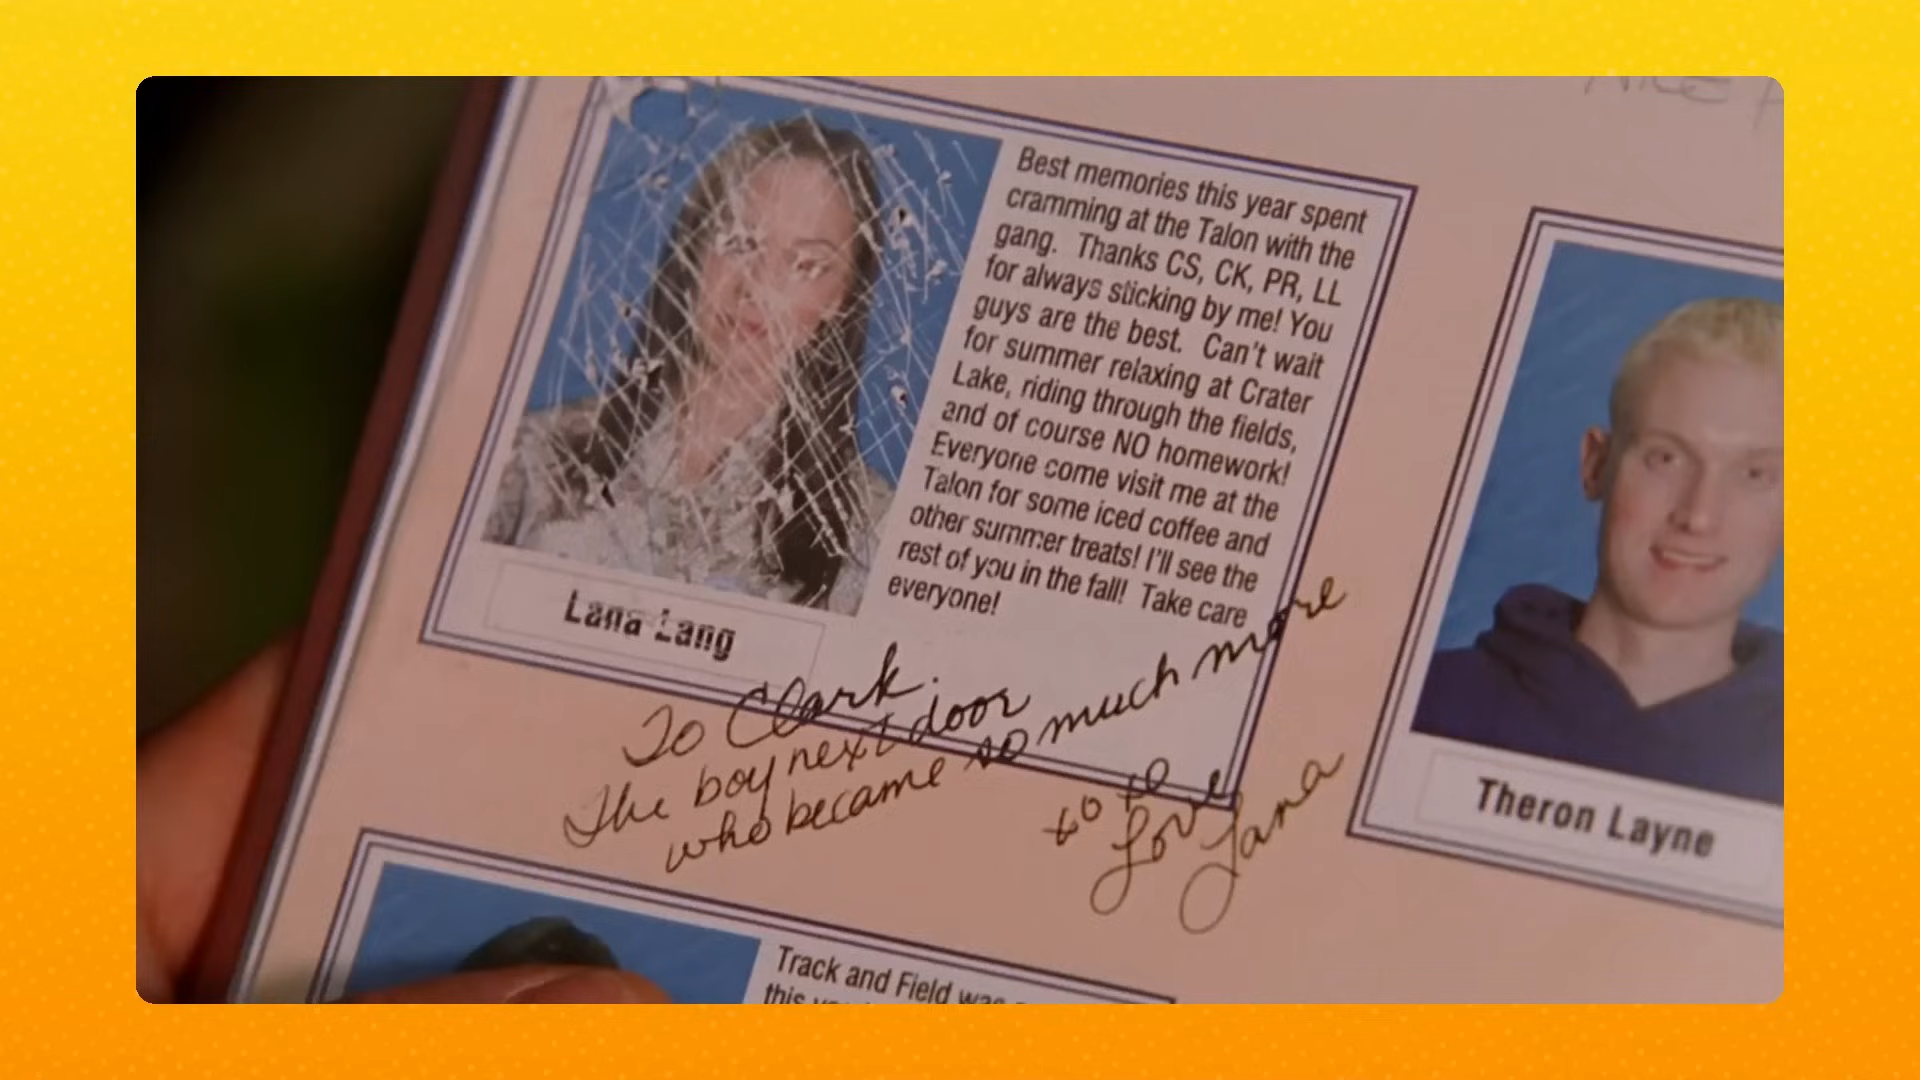 Best memories this year spent
cramming at the Talon with the
gang. Thanks CS, CK, PR, LL
for always sticking by me! You
guys are the best. Can't wait
for summer relaxing at Crater
Lake, riding through the fields,
and of course NO homework!
Everyone come visit me at the
Talon for some iced coffee and
other summer treats! I'll see the
rest of you in the fall! Take care
everyone!
Lana Lang
To Clark.
The boy next door
who became so much more
Love
Lana
Theron Layne
Track and Field was
this